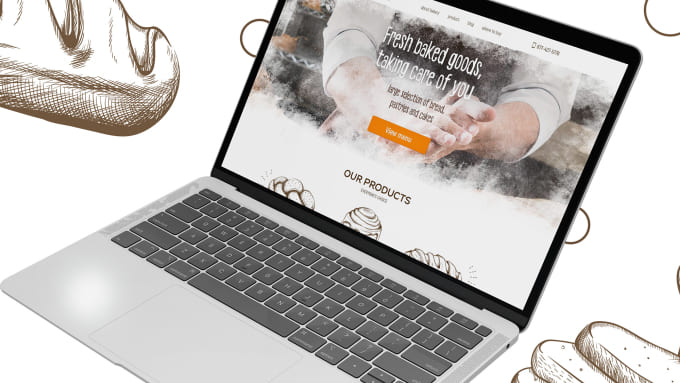 about bakery
products
blog
where to buy
Fresh baked goods,
taking care of you
large selection of bread,
pastries and cakes
View menu
OUR PRODUCTS